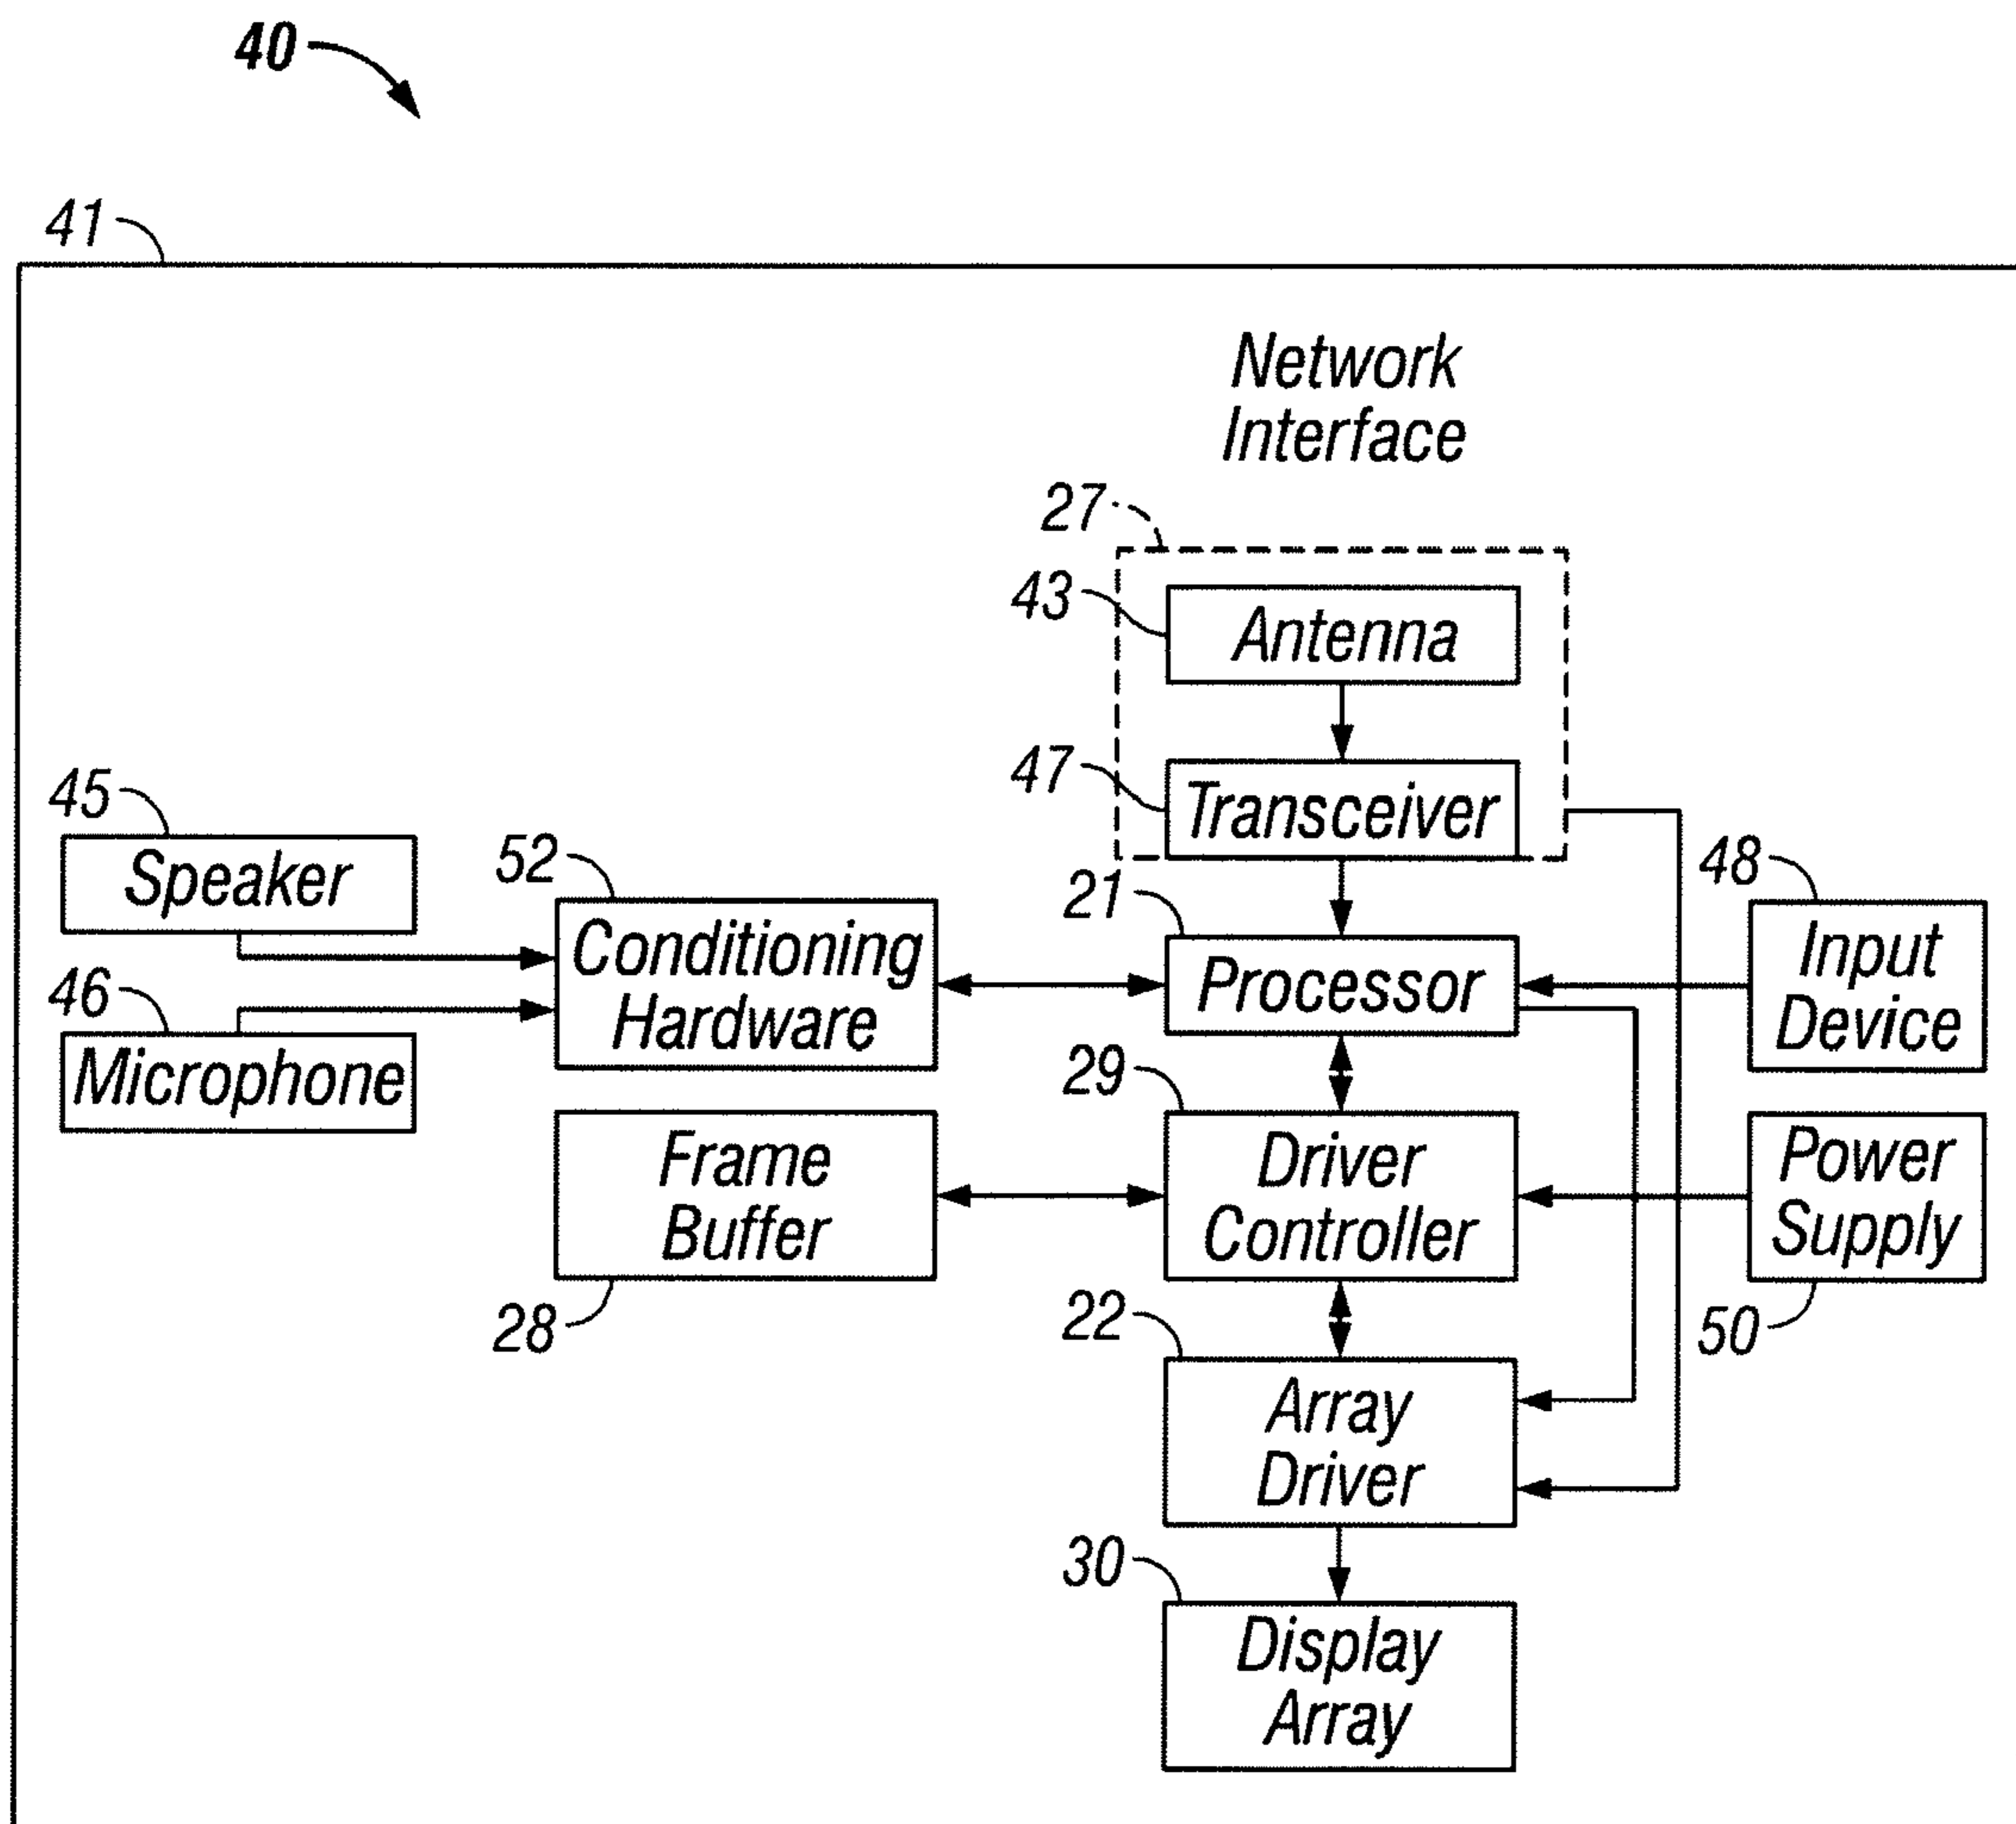 40
41
Network
Interface
27
43
Antenna
47
Transceiver
45
Speaker
52
Conditioning
Hardware
21
Processor
48
Input
Device
46
Microphone
29
Driver
Controller
Frame
Buffer
28
Power
Supply
50
22
Array
Driver
30
Display
Array